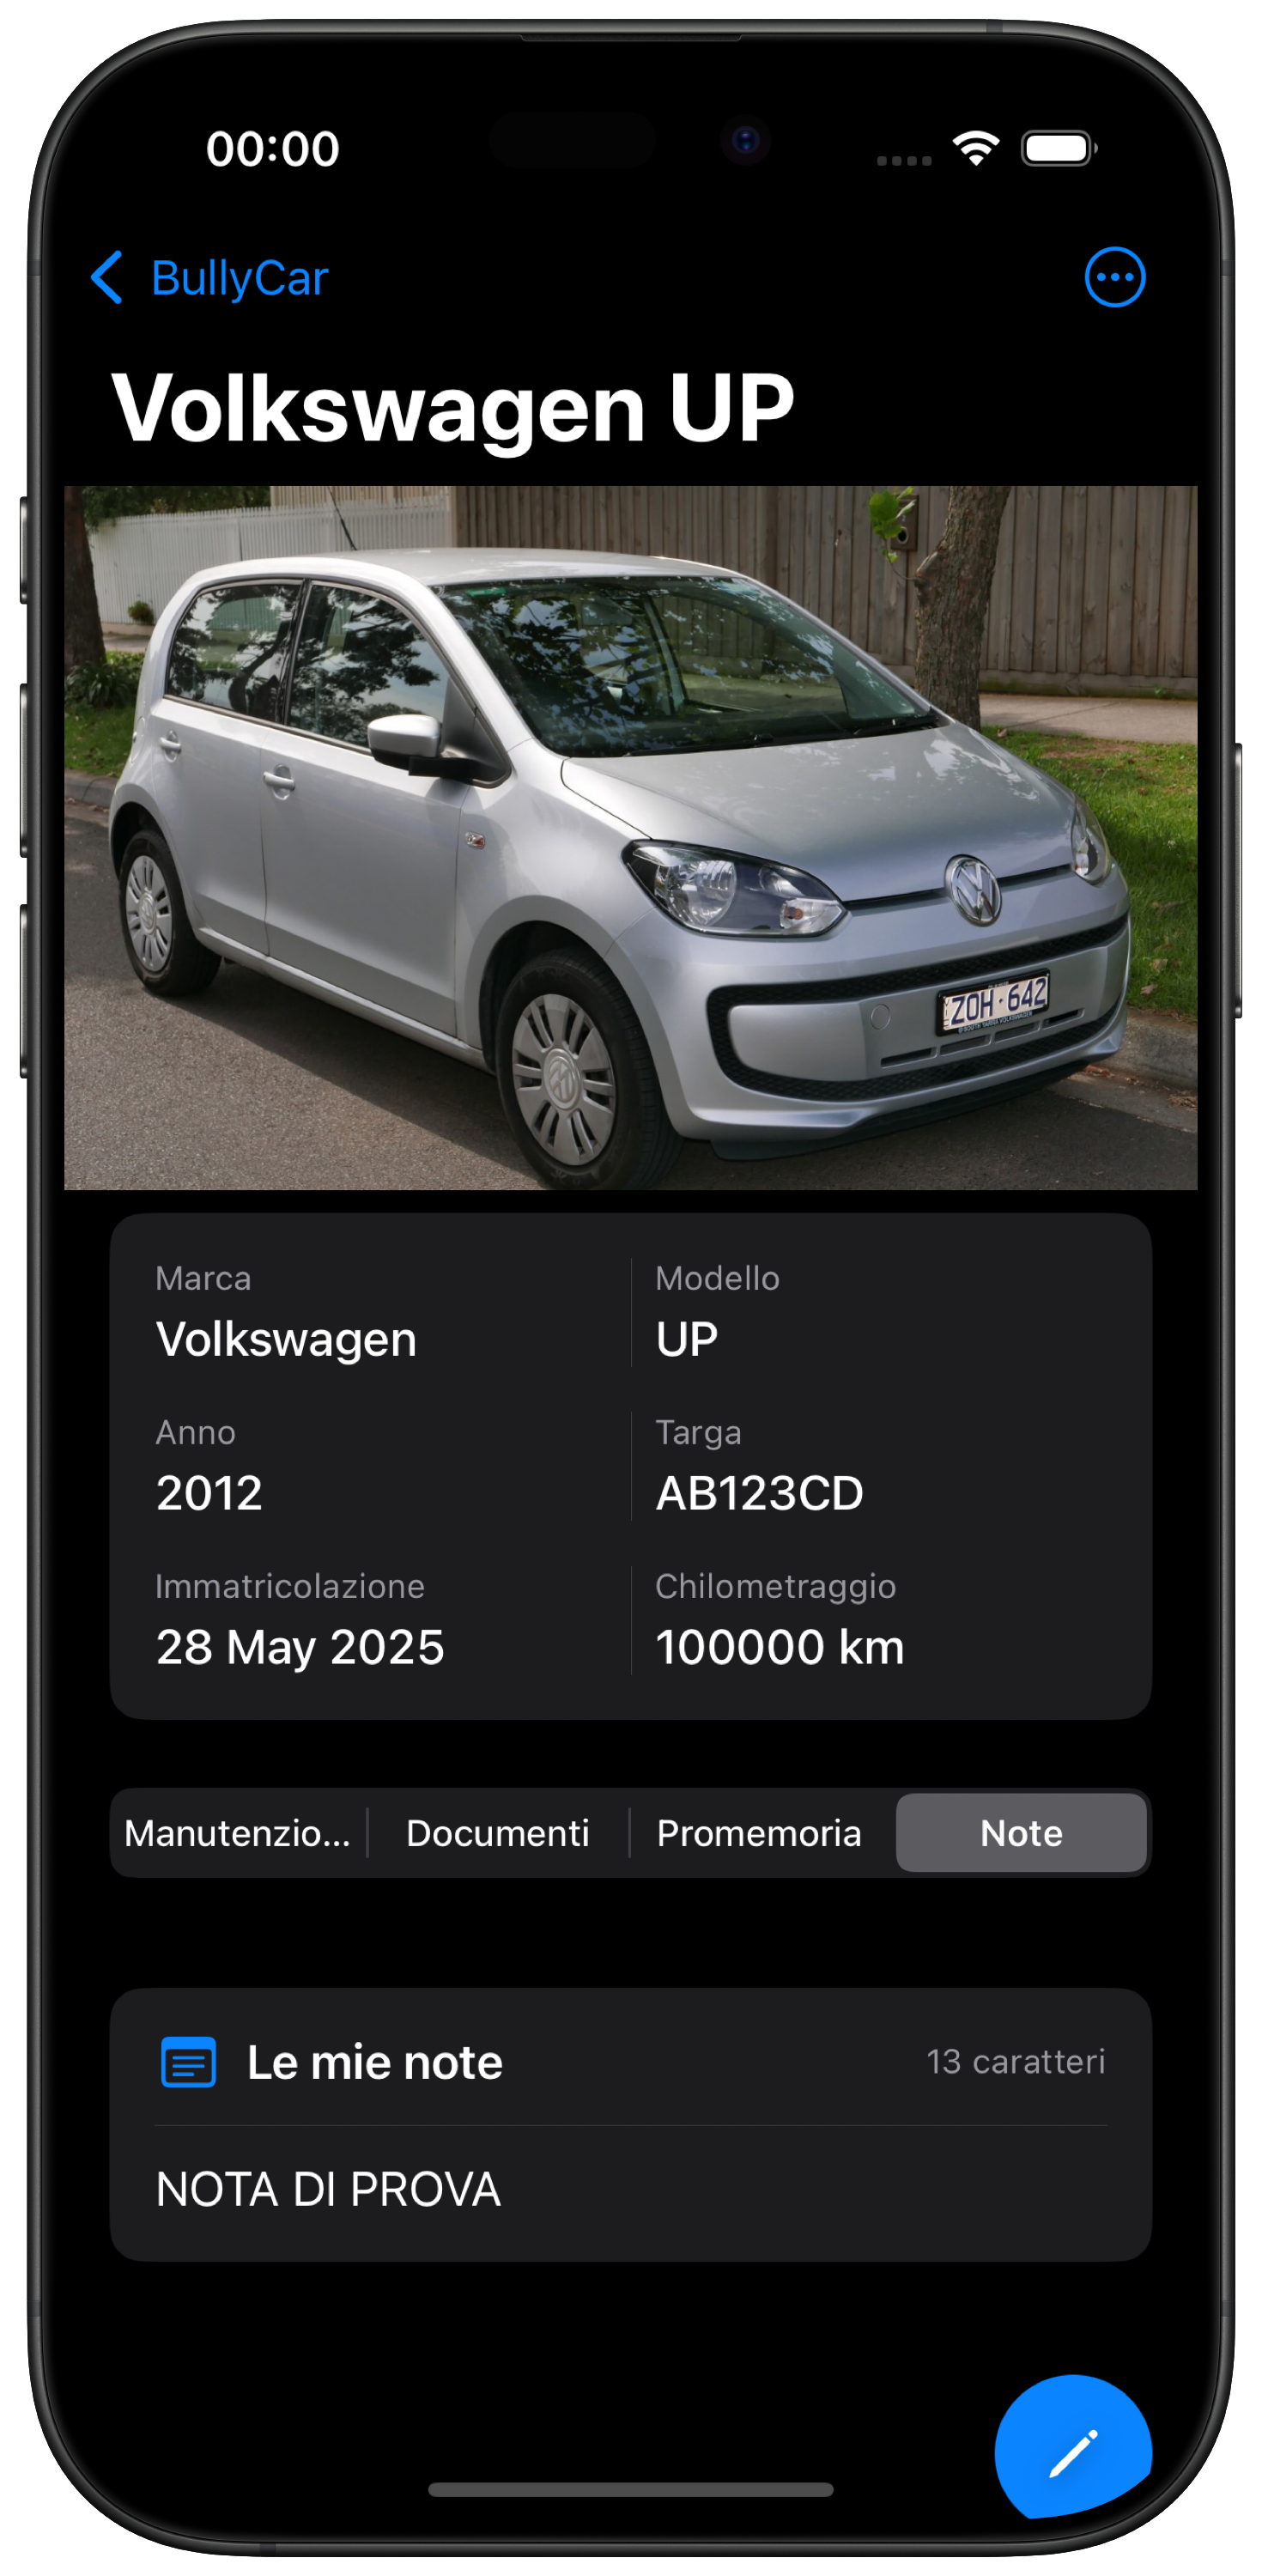 00:00
BullyCar
Volkswagen UP
ZOH·642
Marca
Volkswagen
Modello
UP
Anno
2012
Targa
AB123CD
Immatricolazione
28 May 2025
Chilometraggio
100000 km
Manutenzio...
Documenti
Promemoria
Note
Le mie note
13 caratteri
NOTA DI PROVA